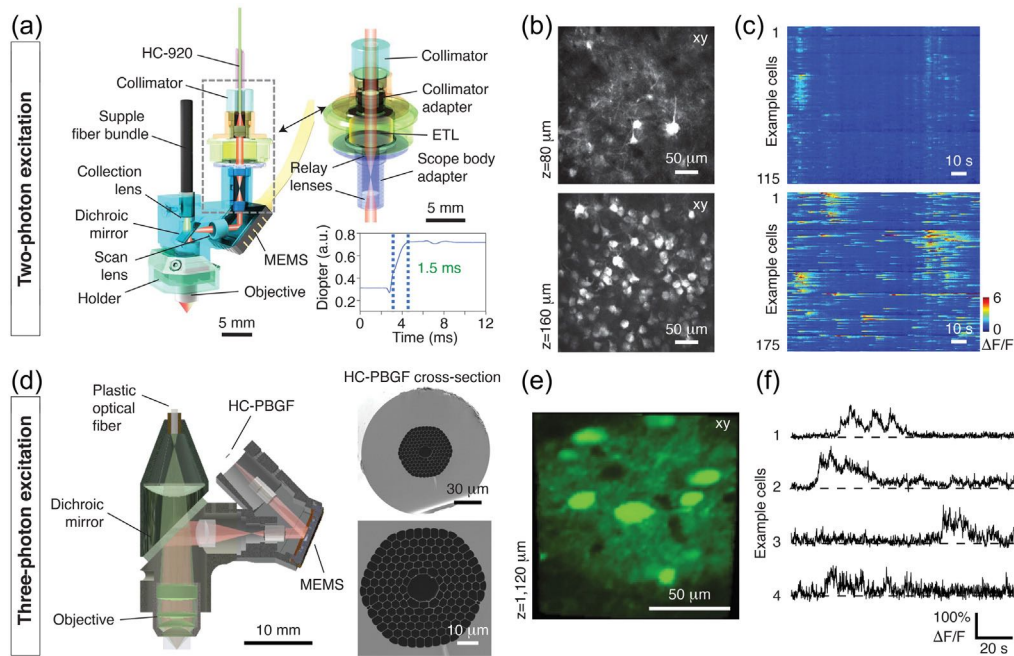 (a)
Two-photon excitation
HC-920
Collimator
Supple
fiber bundle
Collection
lens
Dichroic
mirror
Scan
lens
Holder
MEMS
Objective
5 mm
Collimator
Collimator
adapter
ETL
Relay
lenses
Scope body
adapter
5 mm
Diopter (a.u.)
0.8
0.6
0.4
0.2
1.5 ms
0
4
8
12
Time (ms)
(b)
xy
z=80 μm
50 μm
xy
z=160 μm
50 μm
(c)
1
Example cells
115
10 s
1
Example cells
175
10 s
6
0
ΔF/F
(d)
Three-photon excitation
Plastic
optical
fiber
HC-PBGF
Dichroic
mirror
MEMS
Objective
10 mm
HC-PBGF cross-section
30 μm
10 μm
(e)
xy
z=1,120 μm
50 μm
(f)
Example cells
1
2
3
4
100%
ΔF/F
20 s